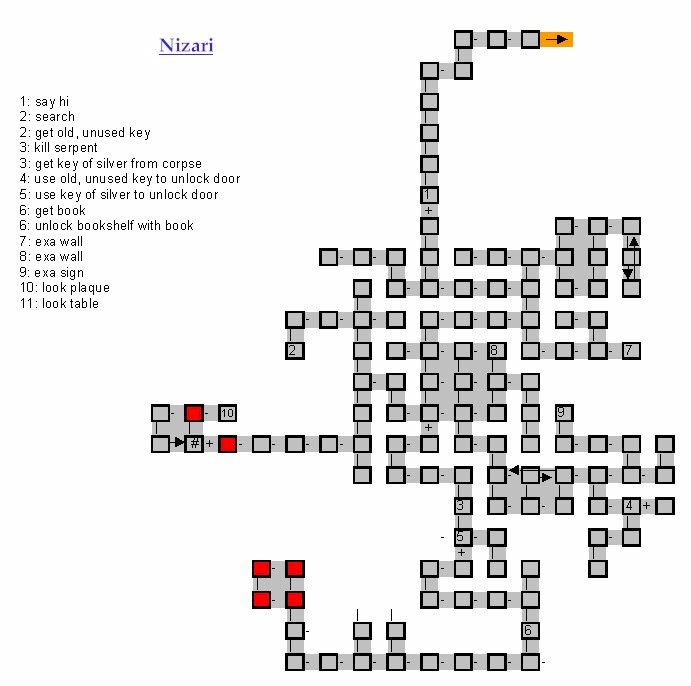 Nizari
1: say hi
2: search
2: get old, unused key
3: kill serpent
3: get key of silver from corpse
4: use old, unused key to unlock door
5: use key of silver to unlock door
6: get book
6: unlock bookshelf with book
7: exa wall
8: exa wall
9: exa sign
10: look plaque
11: look table
1
+
2
8
7
10
9
+
# +
3
4 +
5
+
6